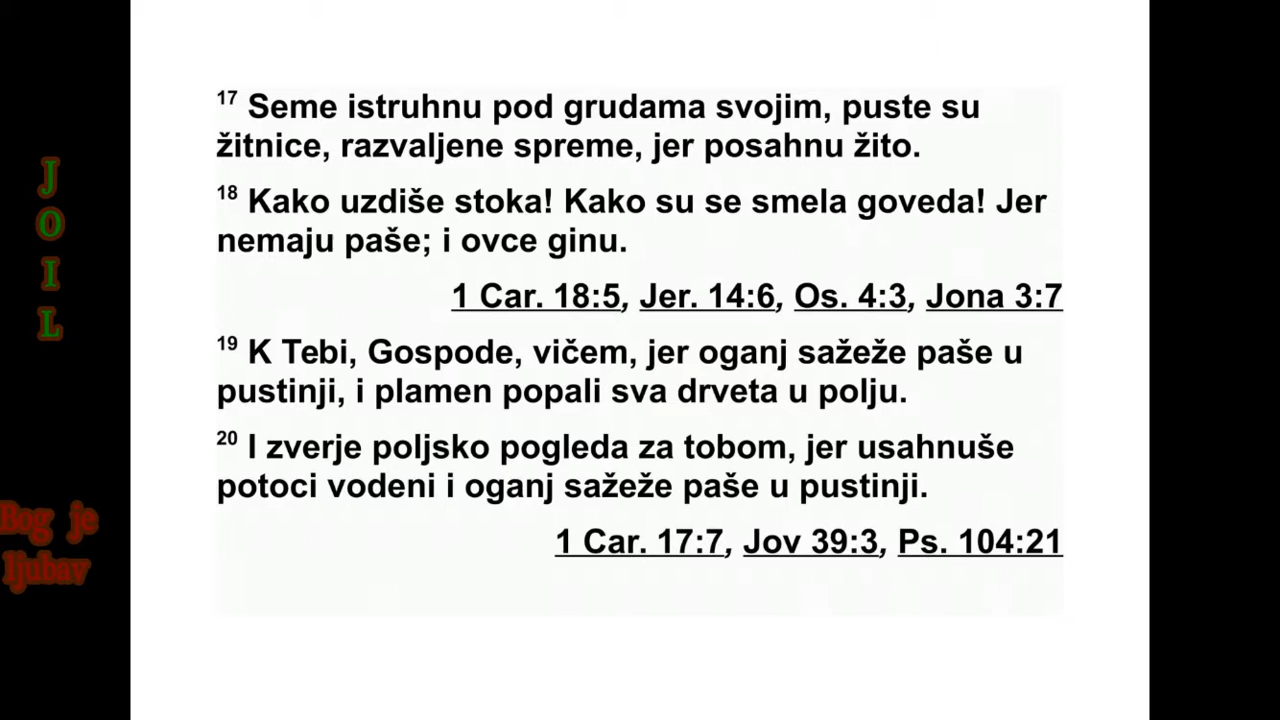 J
O
I
L
Bog je
ljubav
17 Seme istruhnu pod grudama svojim, puste su
žitnice, razvaljene spreme, jer posahnu žito.
18 Kako uzdiše stoka! Kako su se smela goveda! Jer
nemaju paše; i ovce ginu.
1 Car. 18:5, Jer. 14:6, Os. 4:3, Jona 3:7
19 K Tebi, Gospode, vičem, jer oganj sažeže paše u
pustinji, i plamen popali sva drveta u polju.
20 I zverje poljsko pogleda za tobom, jer usahnuše
potoci vodeni i oganj sažeže paše u pustinji.
1 Car. 17:7, Jov 39:3, Ps. 104:21